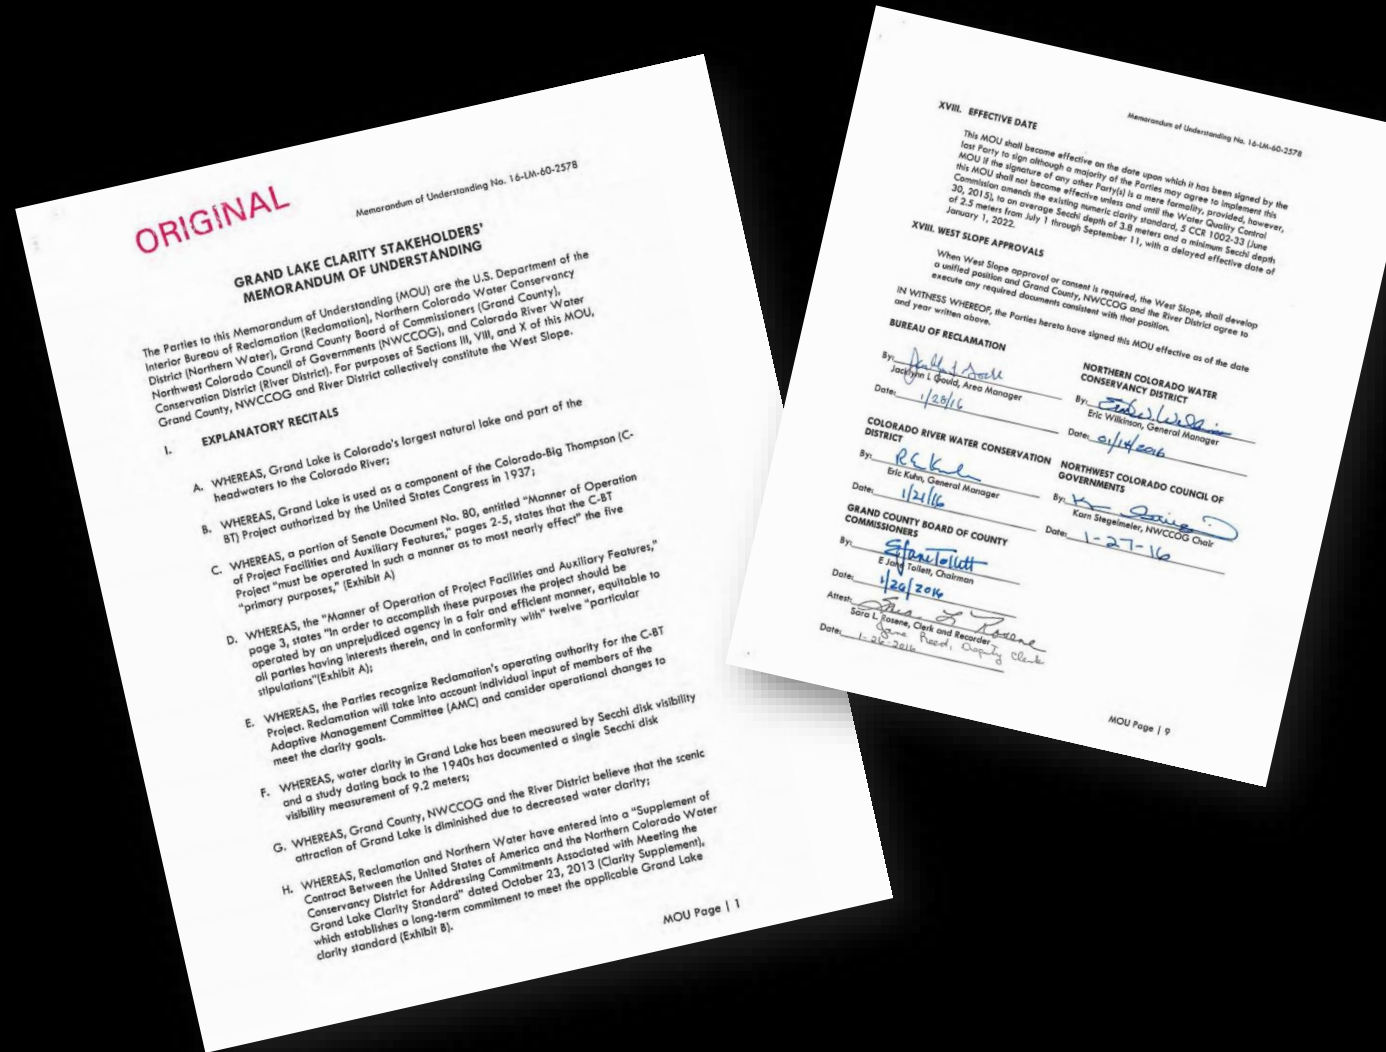 ORIGINAL
Memorandum of Understanding No. 16-LM-60-2578
GRAND LAKE CLARITY STAKEHOLDERS'
MEMORANDUM OF UNDERSTANDING
The Parties to this Memorandum of Understanding (MOU) are the U.S. Department of the
Interior Bureau of Reclamation (Reclamation), Northern Colorado Water Conservancy
District (Northern Water), Grand County Board of Commissioners (Grand County),
Northwest Colorado Council of Governments (NWCCOG), and Colorado River Water
Conservation District (River District). For purposes of Sections III, VIII, and X of this MOU,
Grand County, NWCCOG and River District collectively constitute the West Slope.
I. EXPLANATORY RECITALS
A. WHEREAS, Grand Lake is Colorado's largest natural lake and part of the
headwaters to the Colorado River;
B. WHEREAS, Grand Lake is used as a component of the Colorado-Big Thompson (C-
BT) Project authorized by the United States Congress in 1937;
C. WHEREAS, a portion of Senate Document No. 80, entitled "Manner of Operation
of Project Facilities and Auxiliary Features," pages 2-5, states that the C-BT
Project "must be operated in such a manner as to most nearly effect" the five
"primary purposes," (Exhibit A)
D. WHEREAS, the "Manner of Operation of Project Facilities and Auxiliary Features,"
page 3, states "In order to accomplish these purposes the project should be
operated by an unprejudiced agency in a fair and efficient manner, equitable to
all parties having interests therein, and in conformity with" twelve "particular
stipulations"(Exhibit A);
E. WHEREAS, the Parties recognize Reclamation's operating authority for the C-BT
Project. Reclamation will take into account individual input of members of the
Adaptive Management Committee (AMC) and consider operational changes to
meet the clarity goals.
F. WHEREAS, water clarity in Grand Lake has been measured by Secchi disk visibility
and a study dating back to the 1940s has documented a single Secchi disk
visibility measurement of 9.2 meters;
G. WHEREAS, Grand County, NWCCOG and the River District believe that the scenic
attraction of Grand Lake is diminished due to decreased water clarity;
H. WHEREAS, Reclamation and Northern Water have entered into a "Supplement of
Contract Between the United States of America and the Northern Colorado Water
Conservancy District for Addressing Commitments Associated with Meeting the
Grand Lake Clarity Standard" dated October 23, 2013 (Clarity Supplement),
which establishes a long-term commitment to meet the applicable Grand Lake
clarity standard (Exhibit B).
MOU Page | 1
Memorandum of Understanding No. 16-LM-60-2578
XVIII. EFFECTIVE DATE
This MOU shall become effective on the date upon which it has been signed by the
last Party to sign although a majority of the Parties may agree to implement this
MOU if the signature of any other Party(s) is a mere formality, provided, however,
this MOU shall not become effective unless and until the Water Quality Control
Commission amends the existing numeric clarity standard, 5 CCR 1002-33 (June
30, 2015), to an average Secchi depth of 3.8 meters and a minimum Secchi depth
of 2.5 meters from July 1 through September 11, with a delayed effective date of
January 1, 2022.
XVIII. WEST SLOPE APPROVALS
When West Slope approval or consent is required, the West Slope, shall develop
a unified position and Grand County, NWCCOG and the River District agree to
execute any required documents consistent with that position.
IN WITNESS WHEREOF, the Parties hereto have signed this MOU effective as of the date
and year written above.
BUREAU OF RECLAMATION
By:
Jacklynn L Gould, Area Manager
Date: 1/28/16
NORTHERN COLORADO WATER
CONSERVANCY DISTRICT
By: Eric W. Wilkinson
Eric Wilkinson, General Manager
Date: 01/14/2016
COLORADO RIVER WATER CONSERVATION
DISTRICT
By: R E Kuhn
Eric Kuhn, General Manager
Date: 1/21/16
NORTHWEST COLORADO COUNCIL OF
GOVERNMENTS
By:
Karn Stegelmeier, NWCCOG Chair
Date: 1-27-16
GRAND COUNTY BOARD OF COUNTY
COMMISSIONERS
By: E Jane Tollett
E Jane Tollett, Chairman
Date: 1/26/2016
Attest: Sara L Rosene
Sara L. Rosene, Clerk and Recorder
Jane Reed, Deputy Clerk
Date: 1-26-2016
MOU Page | 9